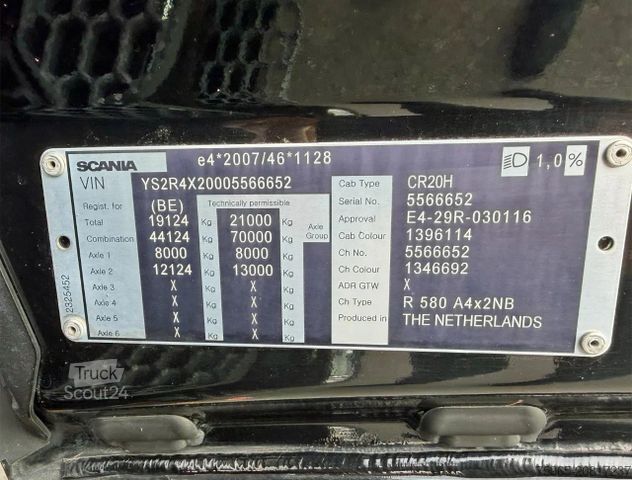 SCANIA e4*2007/46*1128 1,0%
VIN YS2R4X20005566652 Cab Type CR20H
Regist. for (BE) Technically permissible Serial No. 5566652
Total 19124 Kg 21000 Kg Axle Group Approval E4-29R-030116
Combination 44124 Kg 70000 Kg Cab Colour 1396114
Axle 1 8000 Kg 8000 Kg Ch No. 5566652
Axle 2 12124 Kg 13000 Kg Ch Colour 1346692
Axle 3 X Kg X Kg ADR GTW X
Axle 4 X Kg X Kg Ch Type R 580 A4x2NB
Axle 5 X Kg X Kg Produced in THE NETHERLANDS
Axle 6 X Kg X Kg
2325452
Truck
Scout24